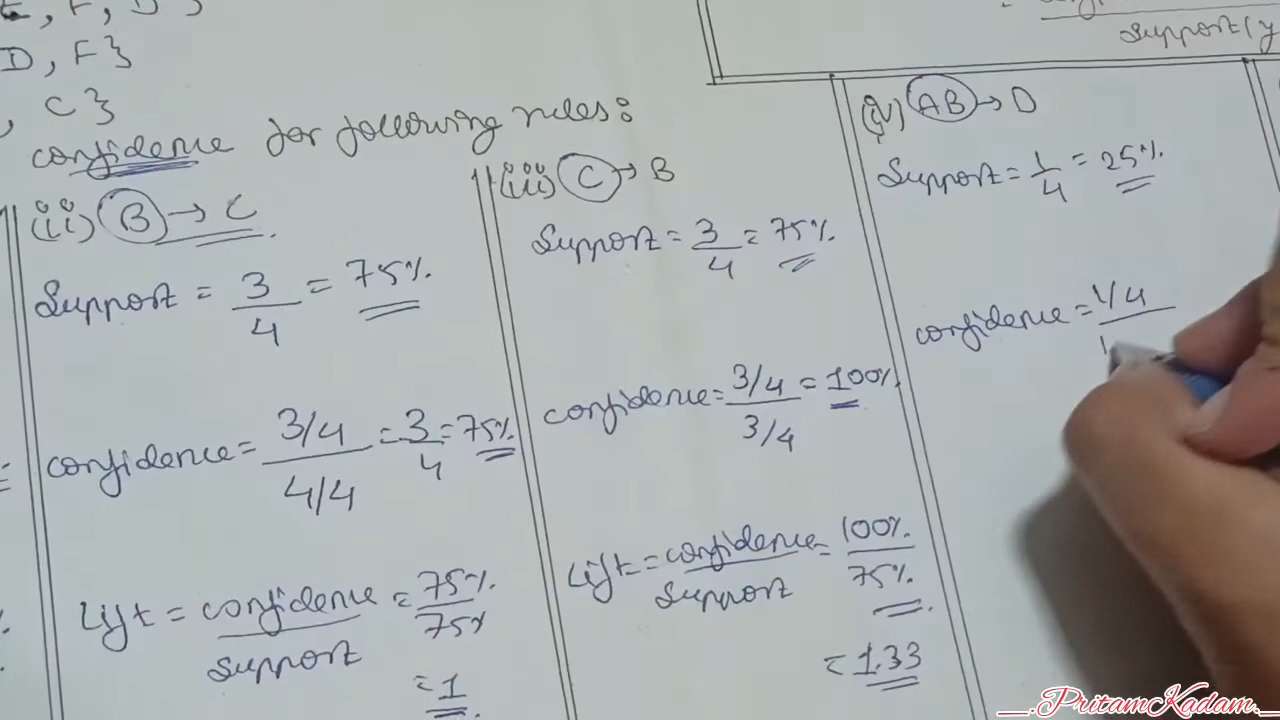 D, F}
, C}
confidence for following rules:
(ii) B → C
Support = 3/4 = 75%
confidence = 3/4 / 4/4 = 3/4 = 75%
Lift = confidence / Support = 75% / 75%
= 1
(iii) C → B
Support = 3/4 = 75%
confidence = 3/4 / 3/4 = 100%
Lift = confidence / Support = 100% / 75%
= 1.33
Support(y
(iv) AB → D
Support = 1/4 = 25%
confidence = 1/4
__PritamKadam.__